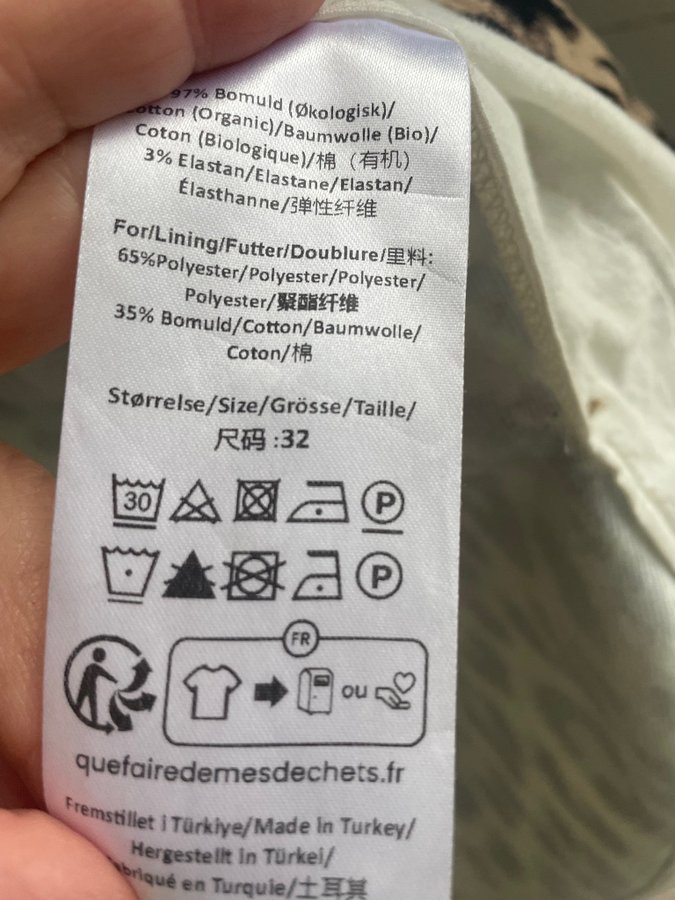 97% Bomuld (Økologisk)/
Cotton (Organic)/Baumwolle (Bio)/
Coton (Biologique)/棉（有机）
3% Elastan/Elastane/Elastan/
Élasthanne/弹性纤维
For/Lining/Futter/Doublure/里料:
65%Polyester/Polyester/Polyester/
Polyester/聚酯纤维
35% Bomuld/Cotton/Baumwolle/
Coton/棉
Størrelse/Size/Grösse/Taille/
尺码 :32
30 P
P
FR
ou
quefairedemesdechets.fr
Fremstillet i Türkiye/Made in Turkey/
Hergestellt in Türkei/
briqué en Turquie/土耳其